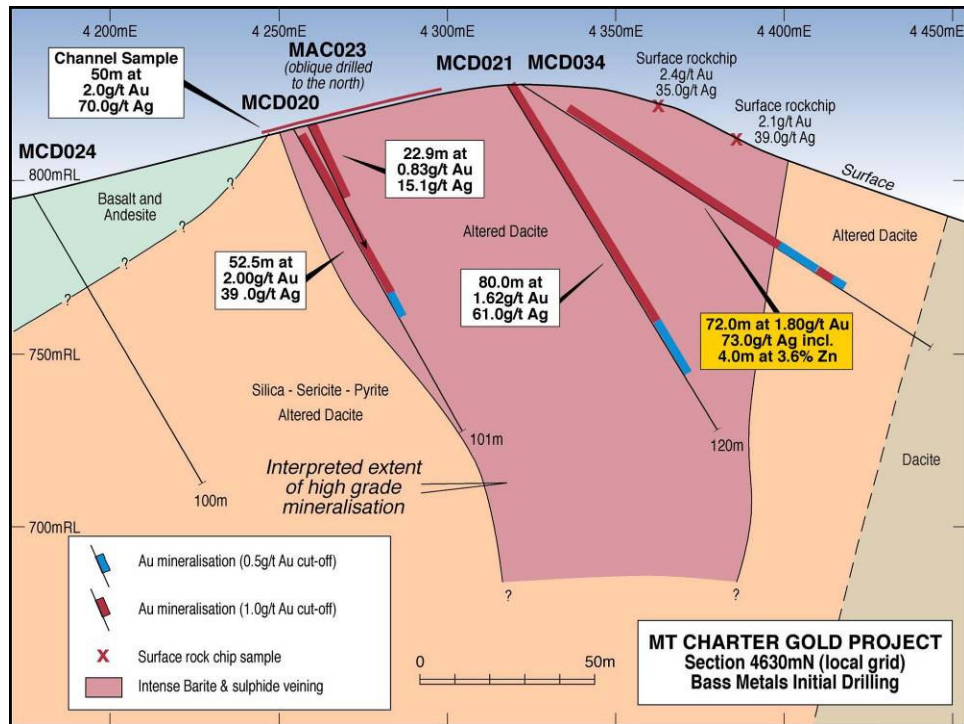 4 200mE
4 250mE
4 300mE
4 350mE
4 400mE
4 450mE
Channel Sample
50m at
2.0g/t Au
70.0g/t Ag
MAC023
(oblique drilled
to the north)
MCD020
MCD021
MCD034
Surface rockchip
2.4g/t Au
35.0g/t Ag
Surface rockchip
2.1g/t Au
39.0g/t Ag
x
x
MCD024
800mRL
Surface
22.9m at
0.83g/t Au
15.1g/t Ag
Basalt and
Andesite
?
?
?
?
Altered Dacite
Altered Dacite
52.5m at
2.00g/t Au
39 .0g/t Ag
80.0m at
1.62g/t Au
61.0g/t Ag
72.0m at 1.80g/t Au
73.0g/t Ag incl.
4.0m at 3.6% Zn
750mRL
Silica - Sericite - Pyrite
Altered Dacite
101m
120m
Interpreted extent
of high grade
mineralisation
100m
Dacite
700mRL
?
?
?
Au mineralisation (0.5g/t Au cut-off)
Au mineralisation (1.0g/t Au cut-off)
x Surface rock chip sample
Intense Barite & sulphide veining
0 50m
MT CHARTER GOLD PROJECT
Section 4630mN (local grid)
Bass Metals Initial Drilling